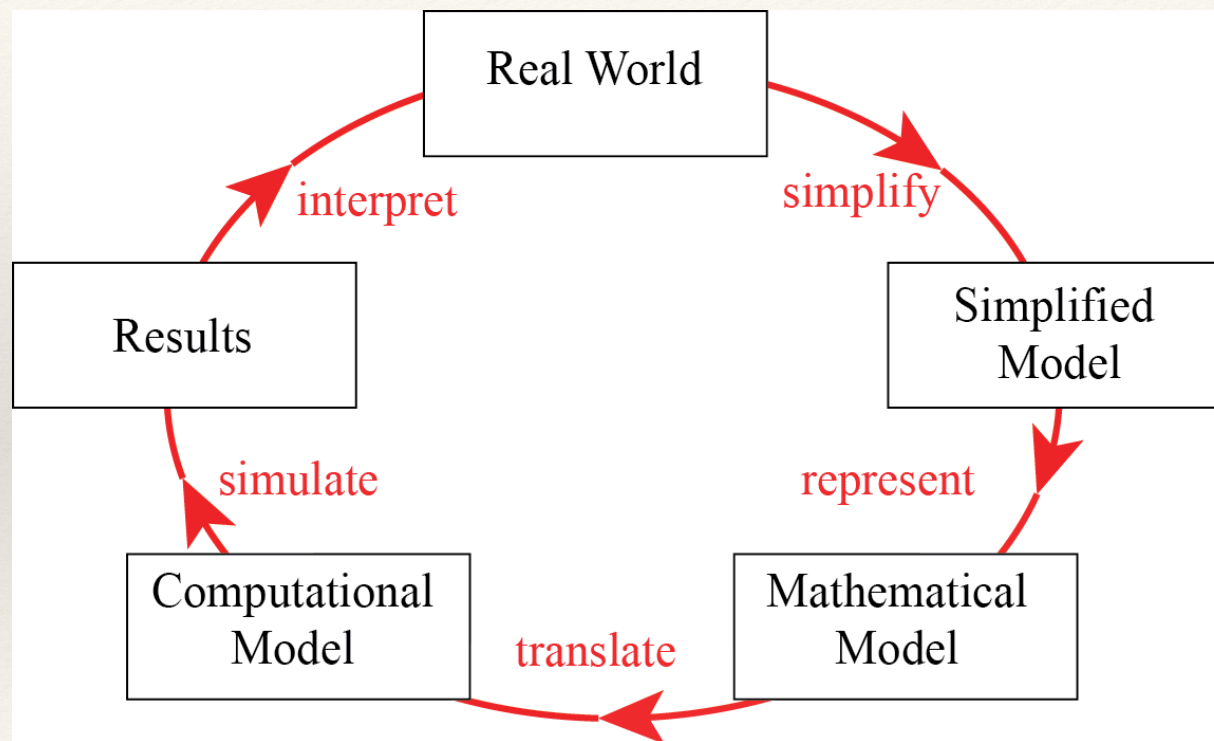 Real World
simplify
Simplified
Model
represent
Mathematical
Model
translate
Computational
Model
simulate
Results
interpret